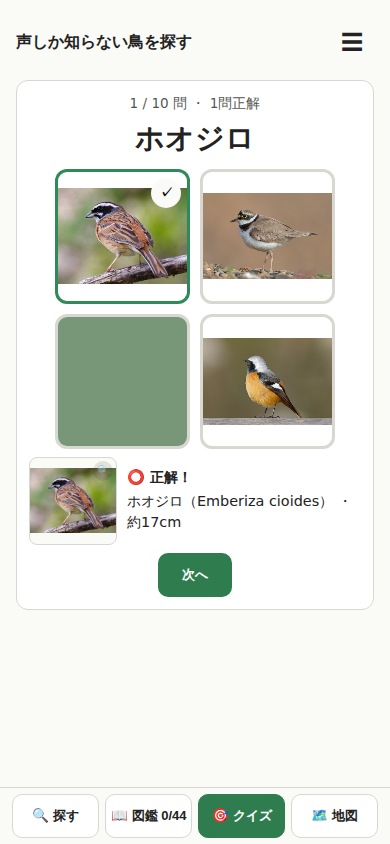 声しか知らない鳥を探す
1 / 10 問 ・ 1問正解
ホオジロ
✓
⭕ 正解！
ホオジロ（Emberiza cioides） ・
約17cm
次へ
🔍 探す
📖 図鑑 0/44
🎯 クイズ
🗺️ 地図